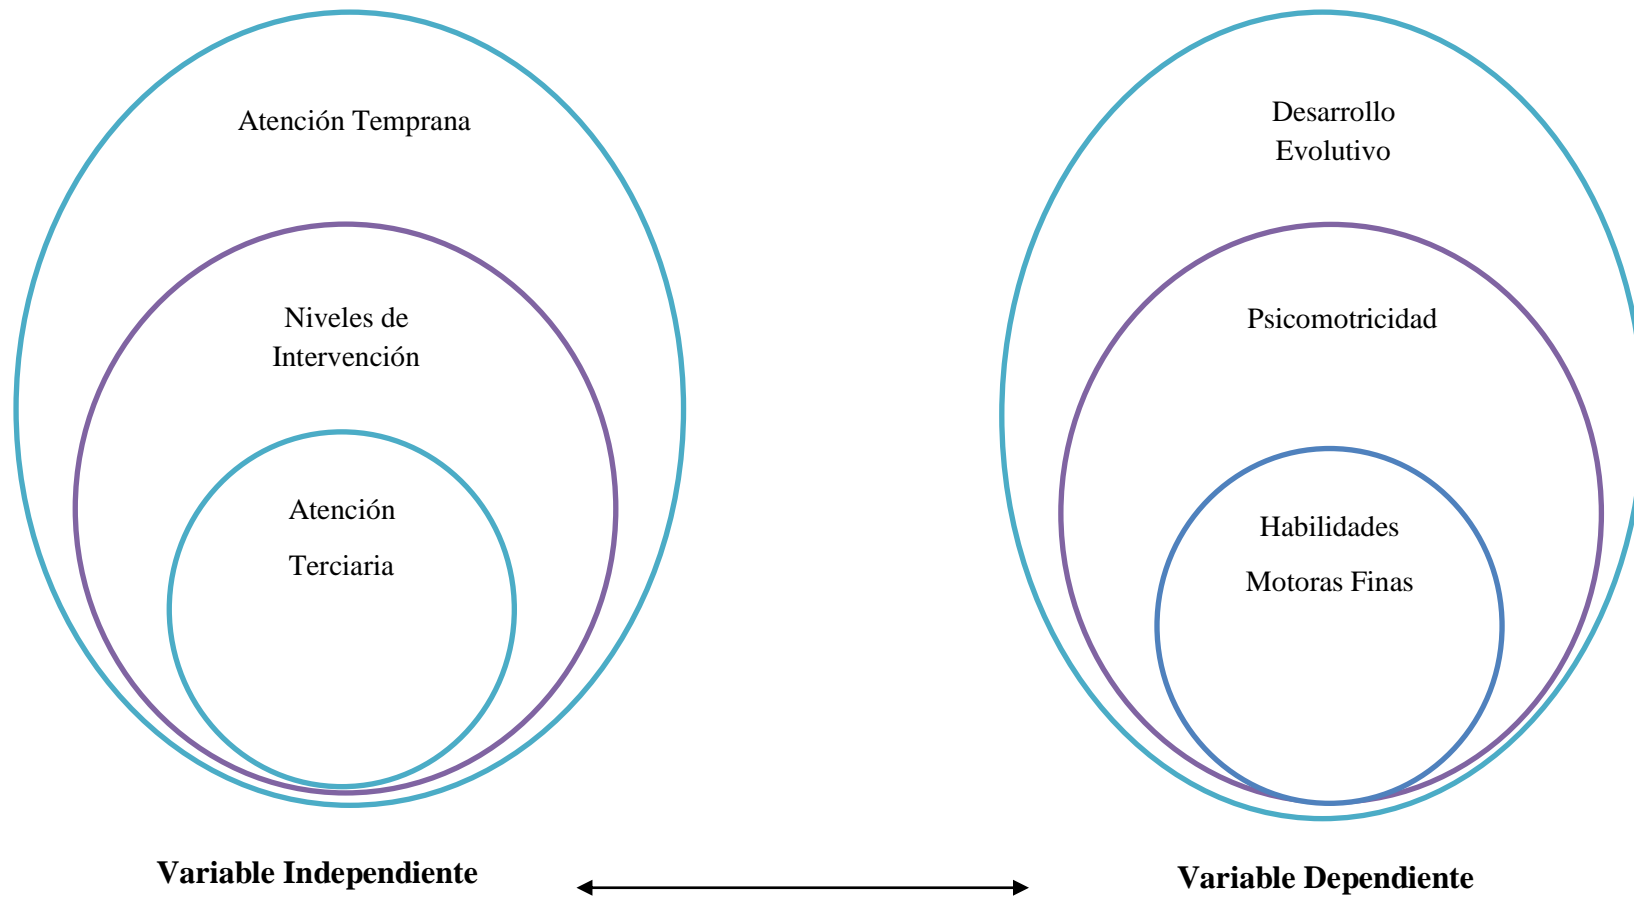 Atención Temprana
Niveles de
Intervención
Atención
Terciaria
Variable Independiente
Desarrollo
Evolutivo
Psicomotricidad
Habilidades
Motoras Finas
Variable Dependiente